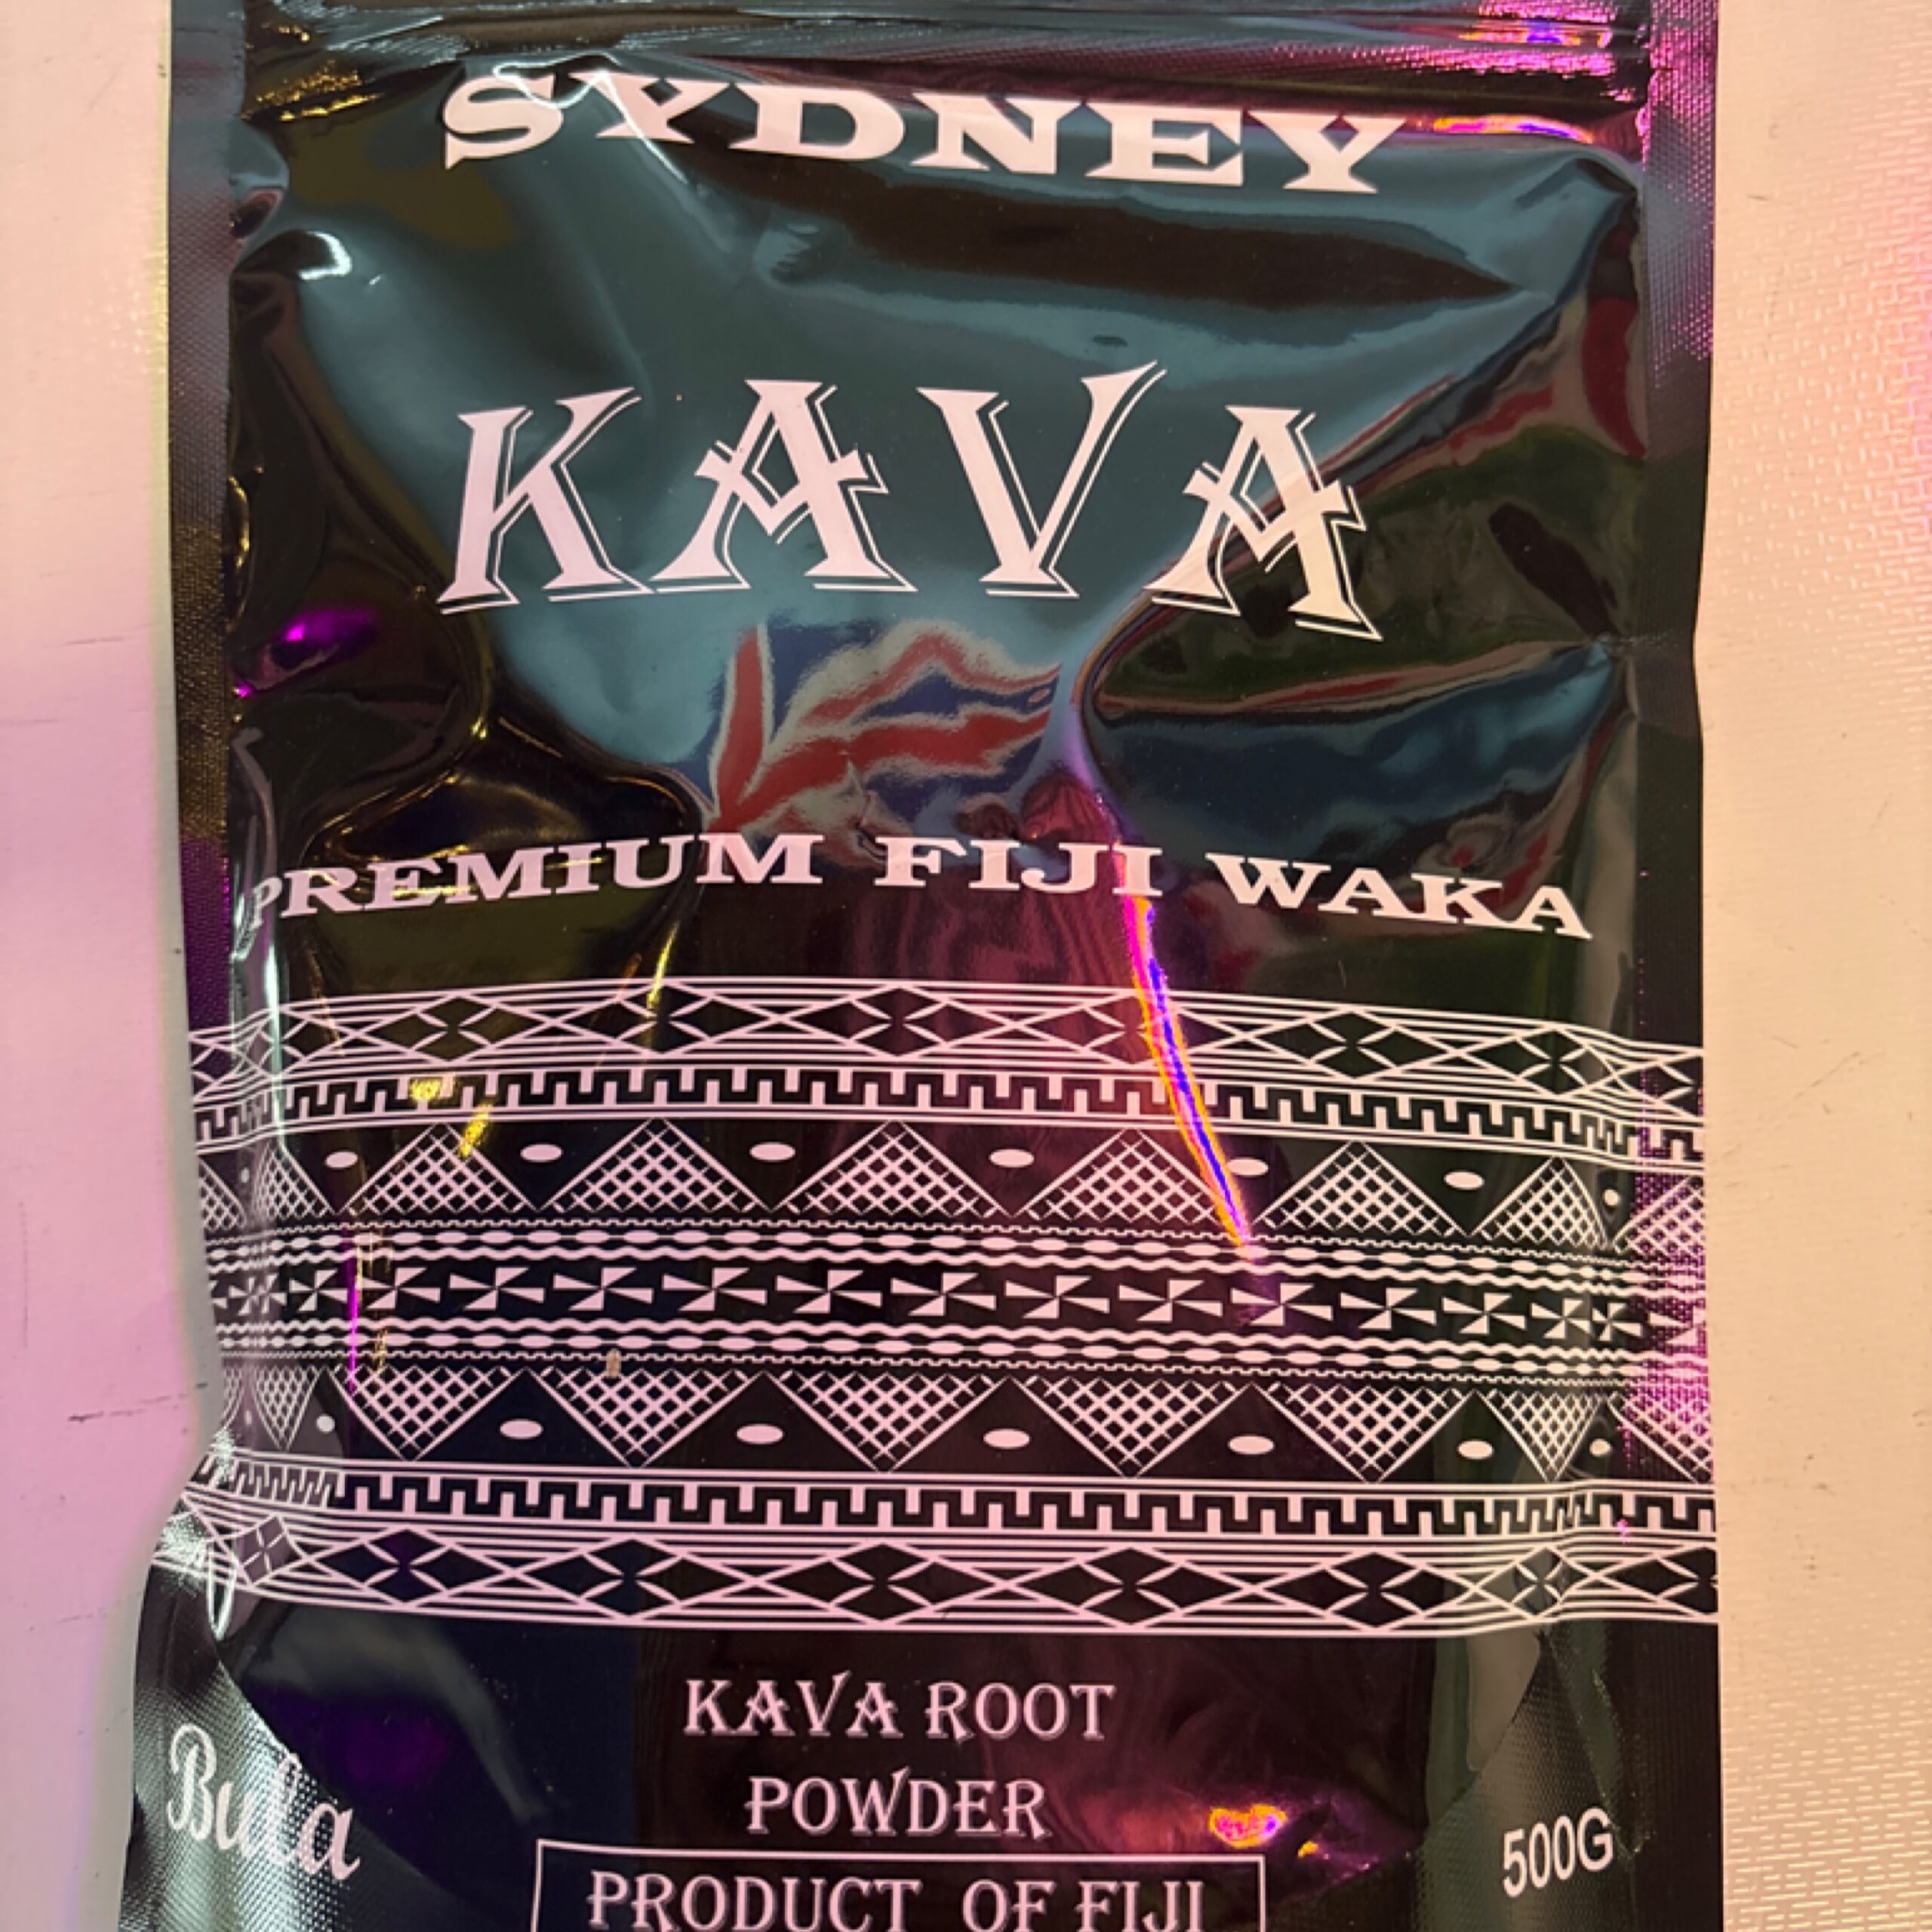 SYDNEY
KAVA
PREMIUM FIJI WAKA
KAVA ROOT
POWDER
Bula
500G
PRODUCT OF FIJI